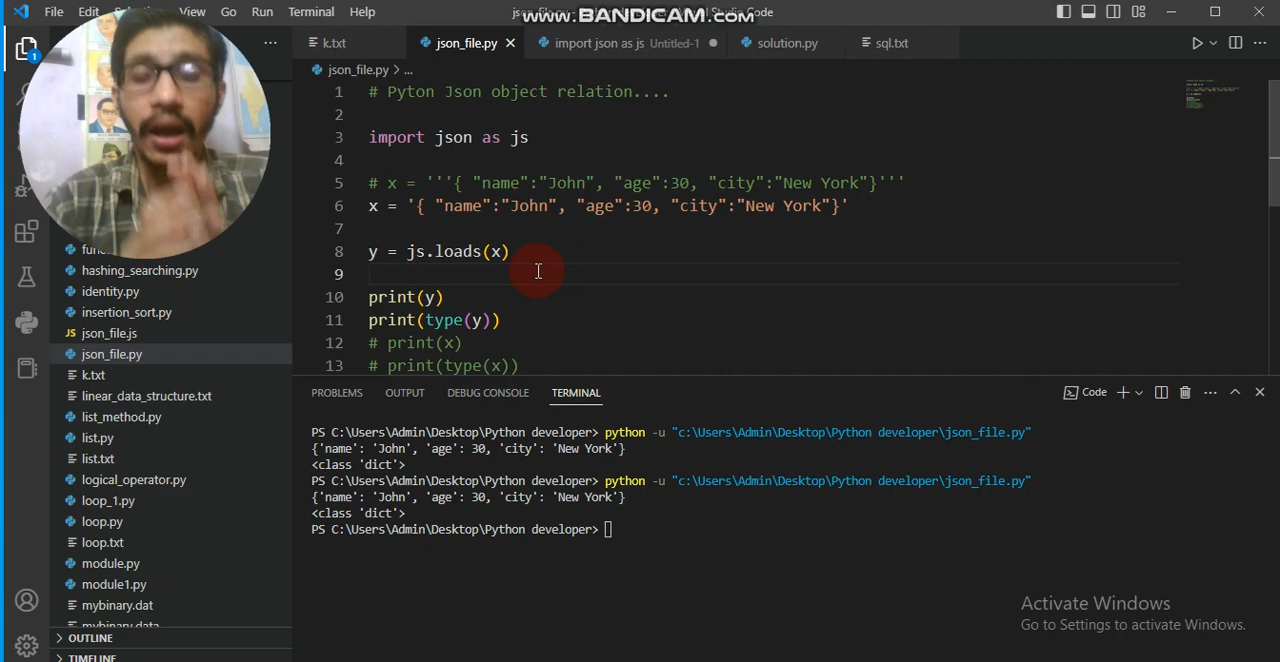 File Edit Selection View Go Run Terminal Help
json_file.py
Code
www.BANDICAM.com
k.txt
json_file.py
import json as js Untitled-1
solution.py
sql.txt
json_file.py > ...
1 # Pyton Json object relation....
2
3 import json as js
4
5 # x = '''{ "name":"John", "age":30, "city":"New York"}'''
6 x = '{ "name":"John", "age":30, "city":"New York"}'
7
8 y = js.loads(x)
9
10 print(y)
11 print(type(y))
12 # print(x)
13 # print(type(x))
1
hashing_searching.py
identity.py
insertion_sort.py
JS json_file.js
json_file.py
k.txt
linear_data_structure.txt
list_method.py
list.py
list.txt
logical_operator.py
loop_1.py
loop.py
loop.txt
module.py
module1.py
mybinary.dat
mybinary.data
OUTLINE
TIMELINE
PROBLEMS OUTPUT DEBUG CONSOLE TERMINAL
Code
PS C:\Users\Admin\Desktop\Python developer> python -u "c:\Users\Admin\Desktop\Python developer\json_file.py"
{'name': 'John', 'age': 30, 'city': 'New York'}
<class 'dict'>
PS C:\Users\Admin\Desktop\Python developer> python -u "c:\Users\Admin\Desktop\Python developer\json_file.py"
{'name': 'John', 'age': 30, 'city': 'New York'}
<class 'dict'>
PS C:\Users\Admin\Desktop\Python developer>
Activate Windows
Go to Settings to activate Windows.